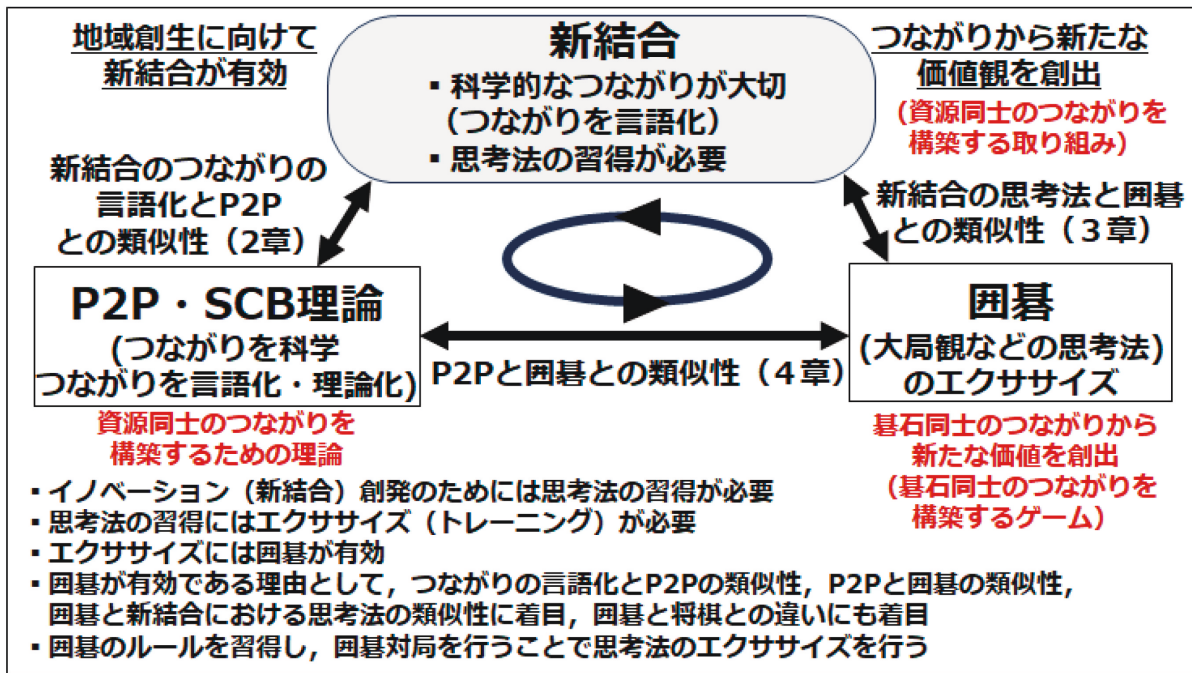 地域創生に向けて
新結合が有効
新結合
▪ 科学的なつながりが大切
（つながりを言語化）
▪ 思考法の習得が必要
つながりから新たな
価値観を創出
（資源同士のつながりを
構築する取り組み）
新結合のつながりの
言語化とP2P
との類似性（2章）
新結合の思考法と囲碁
との類似性（３章）
P2P・SCB理論
(つながりを科学
つながりを言語化・理論化)
資源同士のつながりを
構築するための理論
P2Pと囲碁との類似性（４章）
囲碁
(大局観などの思考法)
のエクササイズ
碁石同士のつながりから
新たな価値を創出
（碁石同士のつながりを
構築するゲーム）
▪ イノベーション（新結合）創発のためには思考法の習得が必要
▪ 思考法の習得にはエクササイズ（トレーニング）が必要
▪ エクササイズには囲碁が有効
▪ 囲碁が有効である理由として，つながりの言語化とP2Pの類似性，P2Pと囲碁の類似性，
囲碁と新結合における思考法の類似性に着目，囲碁と将棋との違いにも着目
▪ 囲碁のルールを習得し，囲碁対局を行うことで思考法のエクササイズを行う